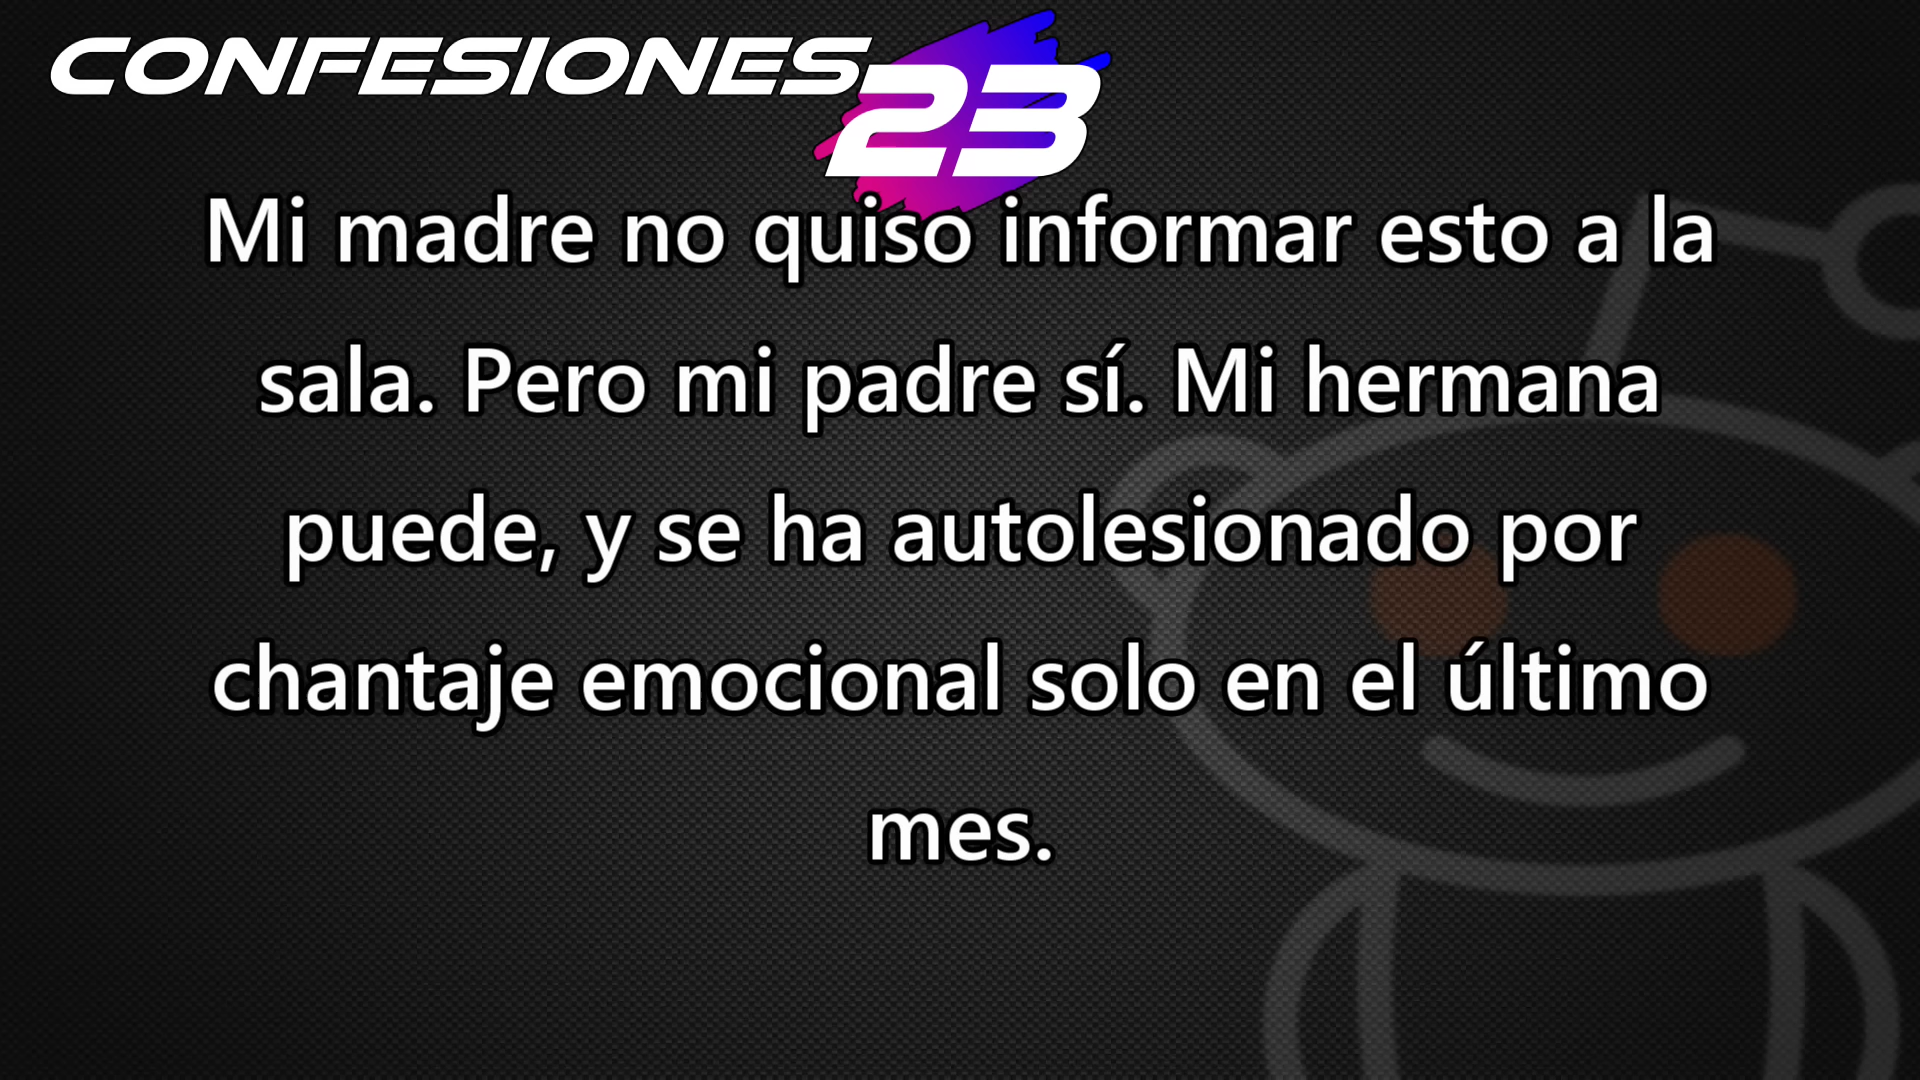 CONFESIONES
23
Mi madre no quiso informar esto a la
sala. Pero mi padre sí. Mi hermana
puede, y se ha autolesionado por
chantaje emocional solo en el último
mes.